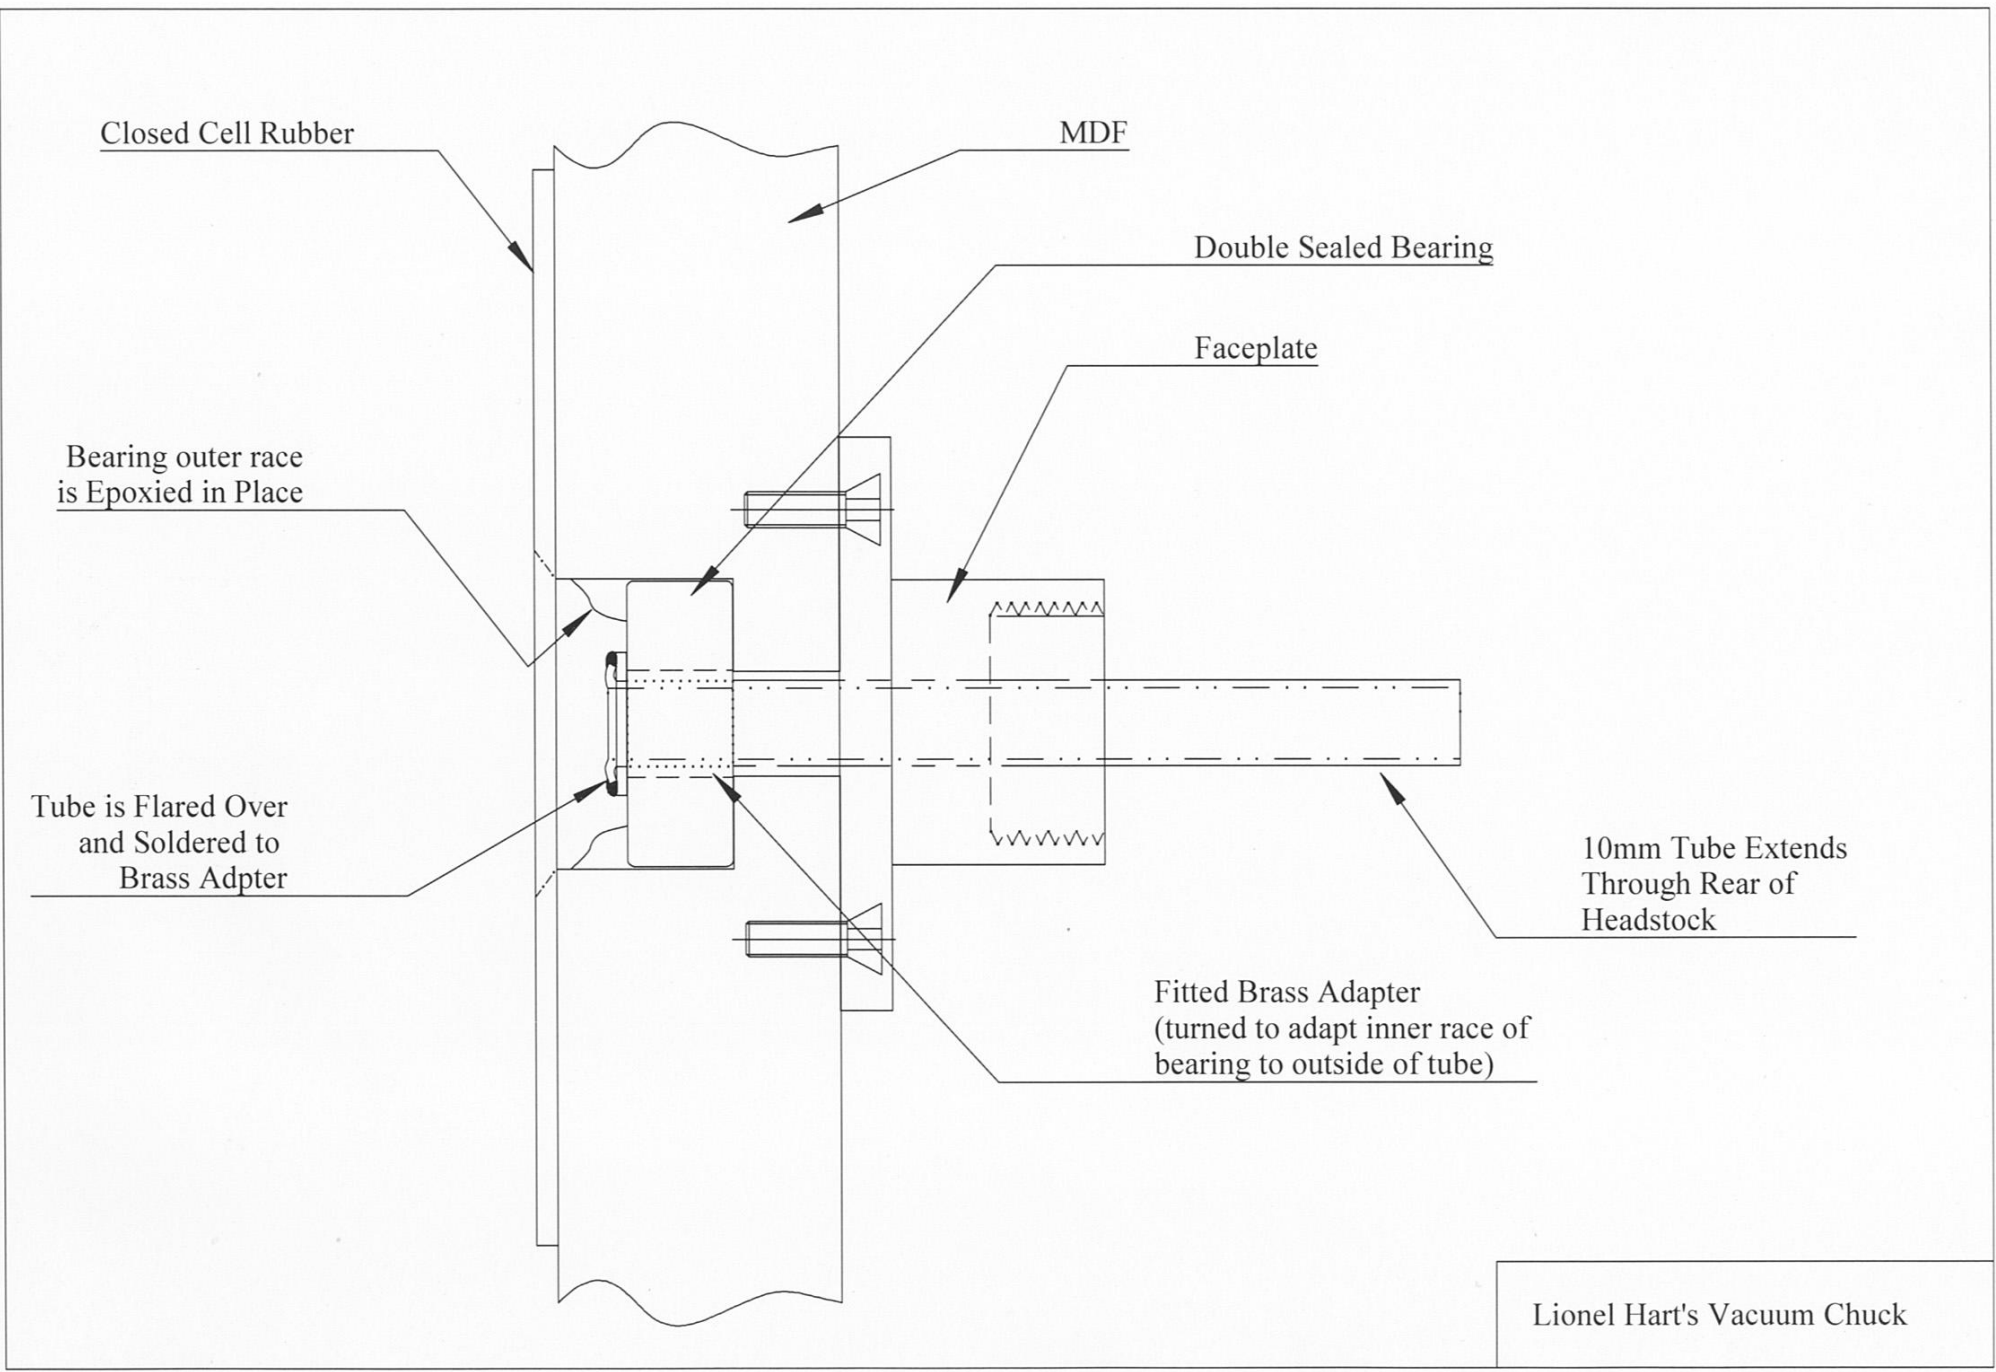 Closed Cell Rubber
MDF
Double Sealed Bearing
Faceplate
Bearing outer race
is Epoxied in Place
Tube is Flared Over
and Soldered to
Brass Adpter
10mm Tube Extends
Through Rear of
Headstock
Fitted Brass Adapter
(turned to adapt inner race of
bearing to outside of tube)
Lionel Hart's Vacuum Chuck